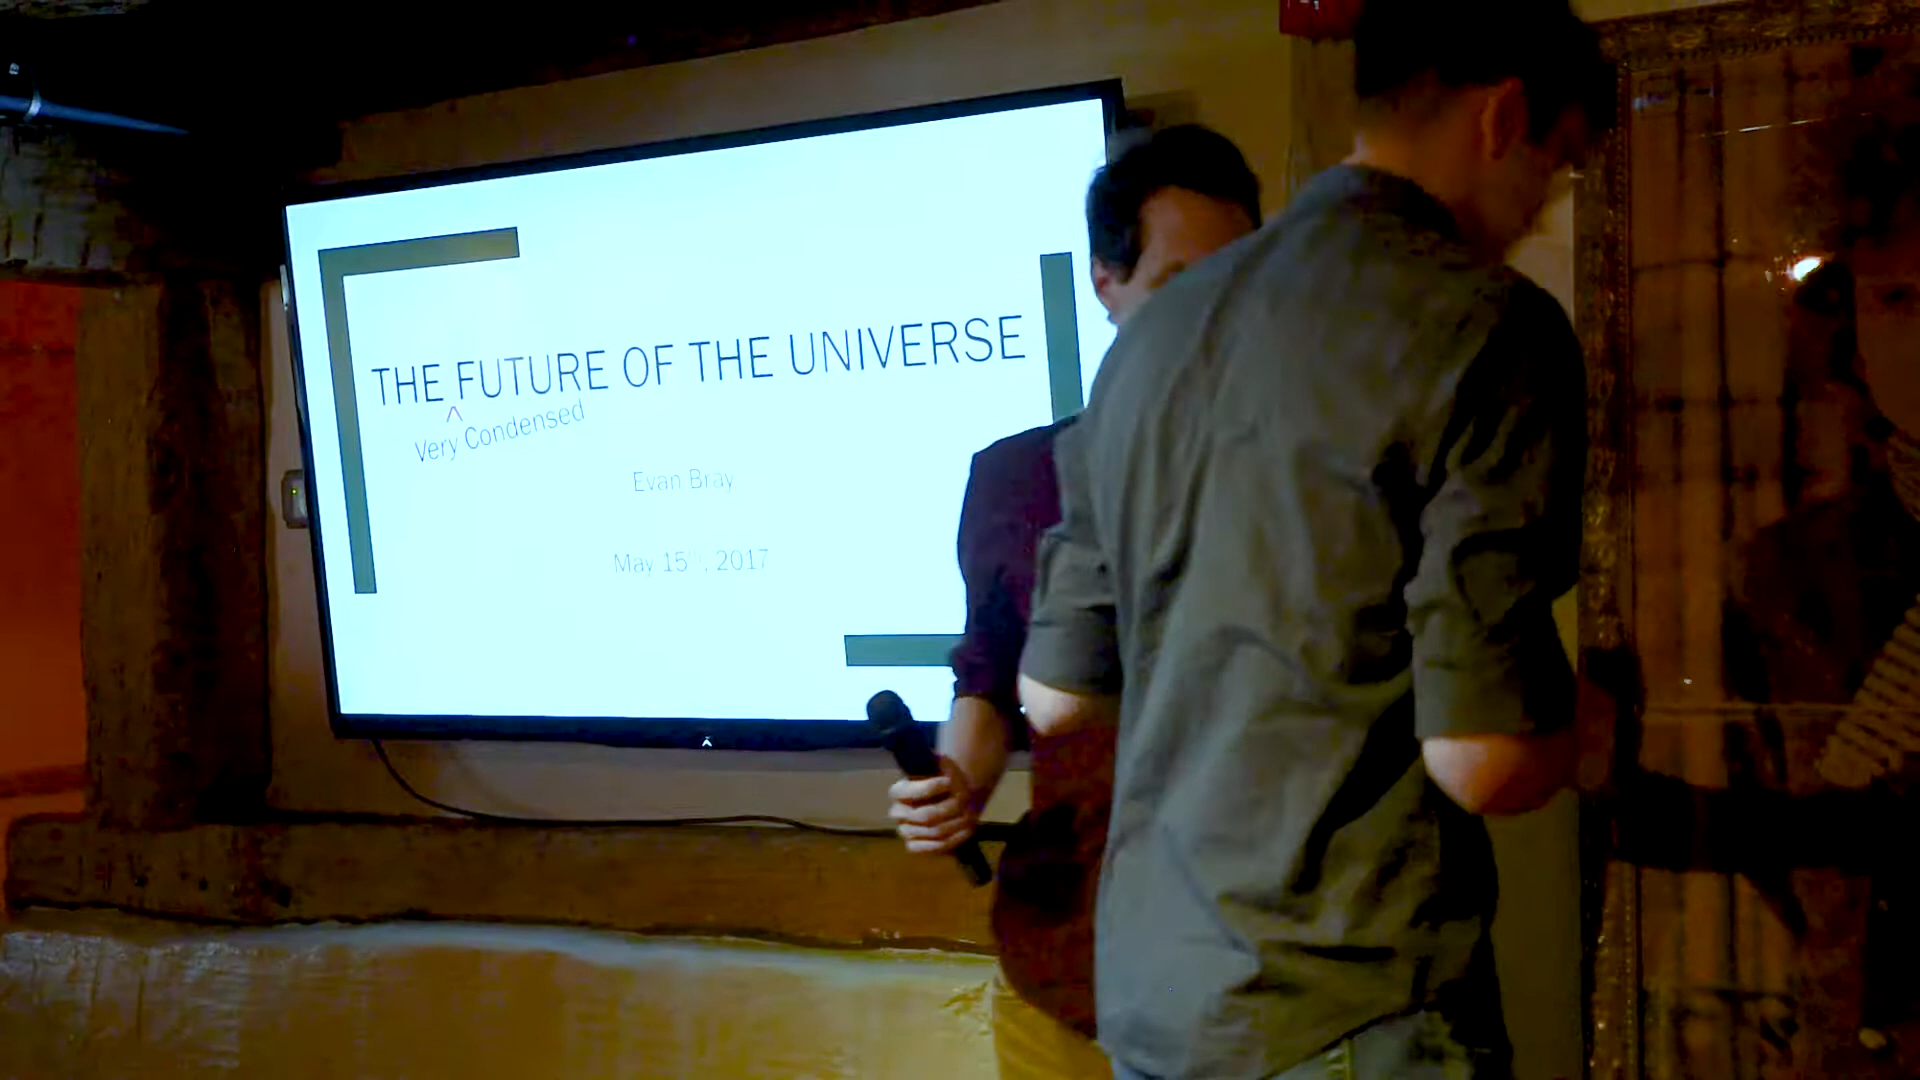 THE FUTURE OF THE UNIVERSE
^
Very Condensed
Evan Bray
May 15th, 2017